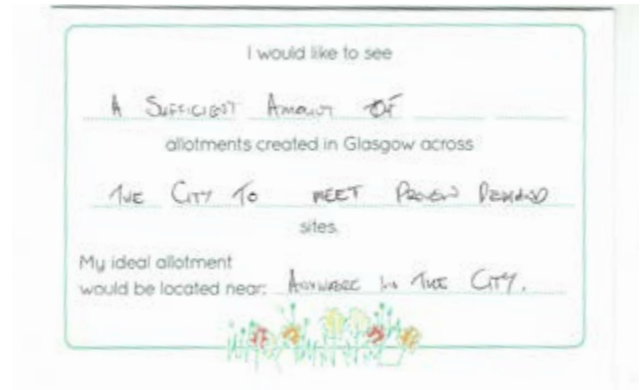 I would like to see
A SUFFICIENT AMOUNT OF
allotments created in Glasgow across
THE CITY TO MEET PROVEN DEMAND
sites.
My ideal allotment
would be located near: ANYWHERE IN THE CITY.